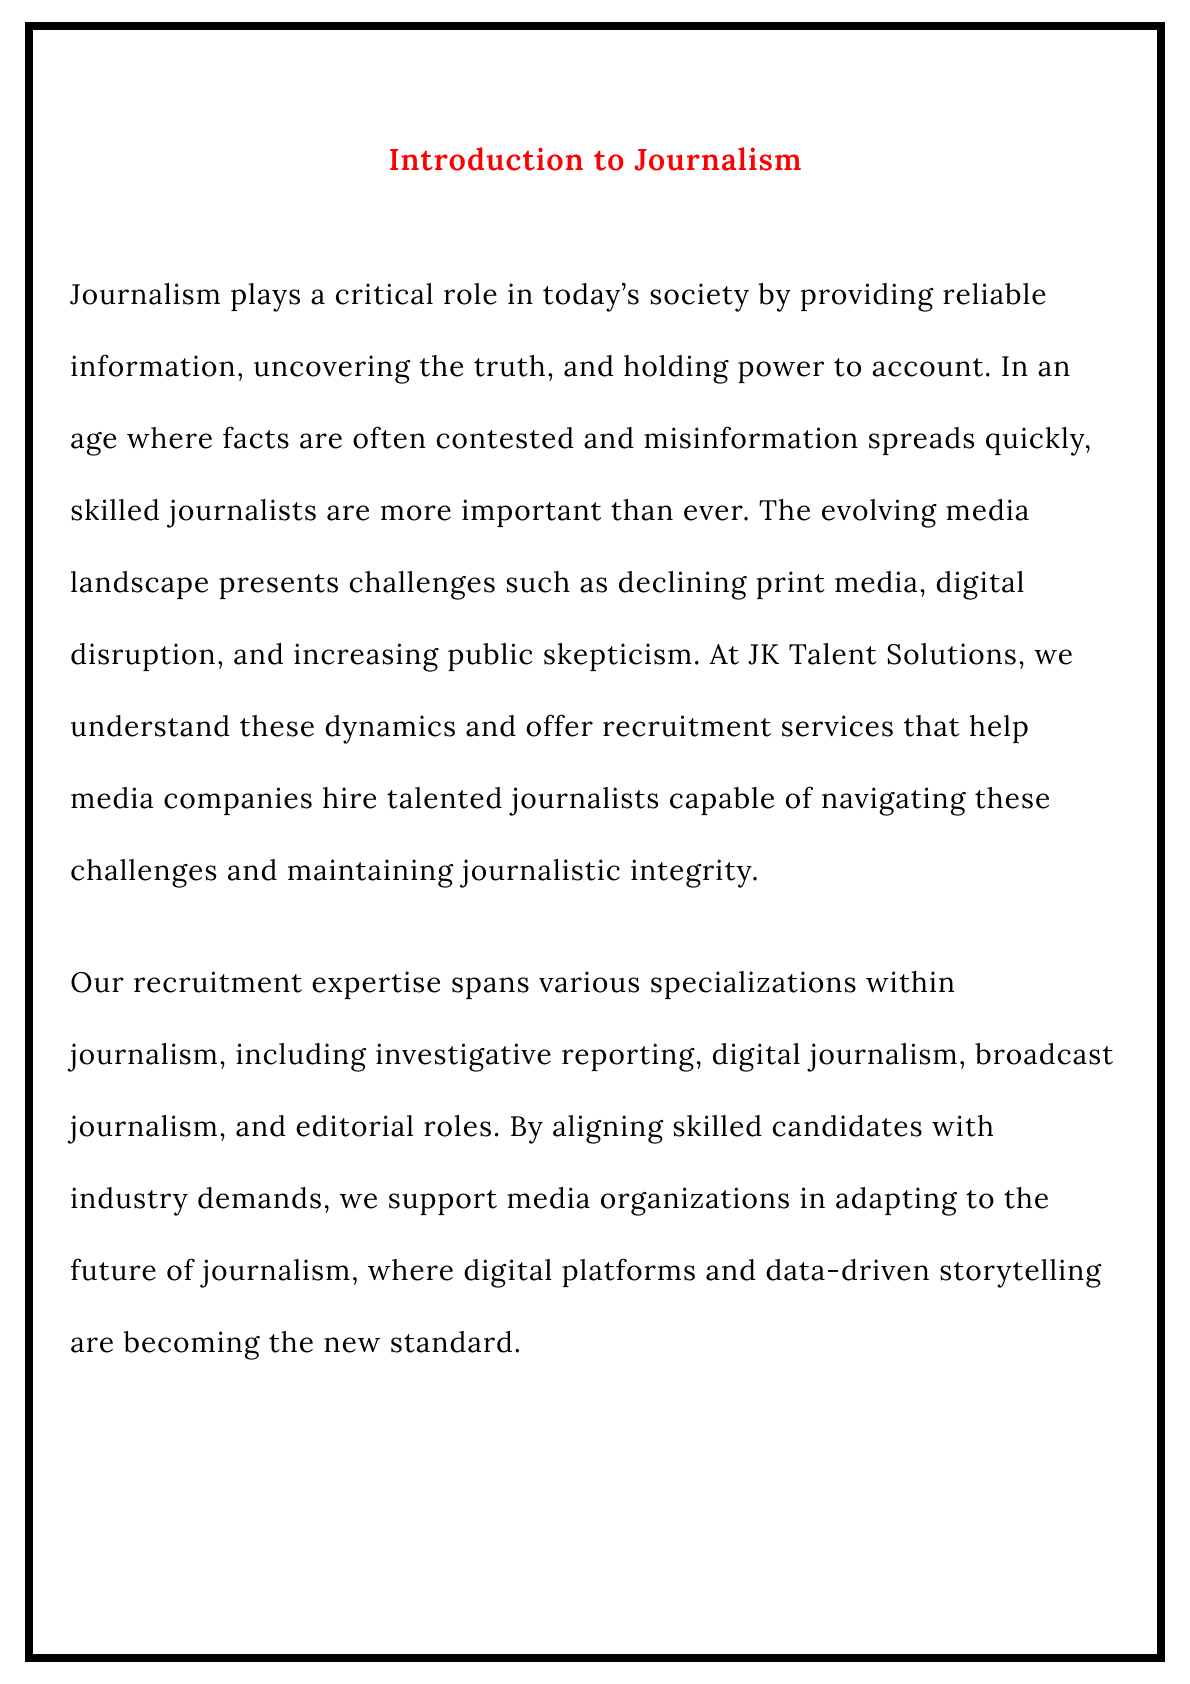 Introduction to Journalism
Journalism plays a critical role in today’s society by providing reliable
information, uncovering the truth, and holding power to account. In an
age where facts are often contested and misinformation spreads quickly,
skilled journalists are more important than ever. The evolving media
landscape presents challenges such as declining print media, digital
disruption, and increasing public skepticism. At JK Talent Solutions, we
understand these dynamics and offer recruitment services that help
media companies hire talented journalists capable of navigating these
challenges and maintaining journalistic integrity.
Our recruitment expertise spans various specializations within
journalism, including investigative reporting, digital journalism, broadcast
journalism, and editorial roles. By aligning skilled candidates with
industry demands, we support media organizations in adapting to the
future of journalism, where digital platforms and data-driven storytelling
are becoming the new standard.